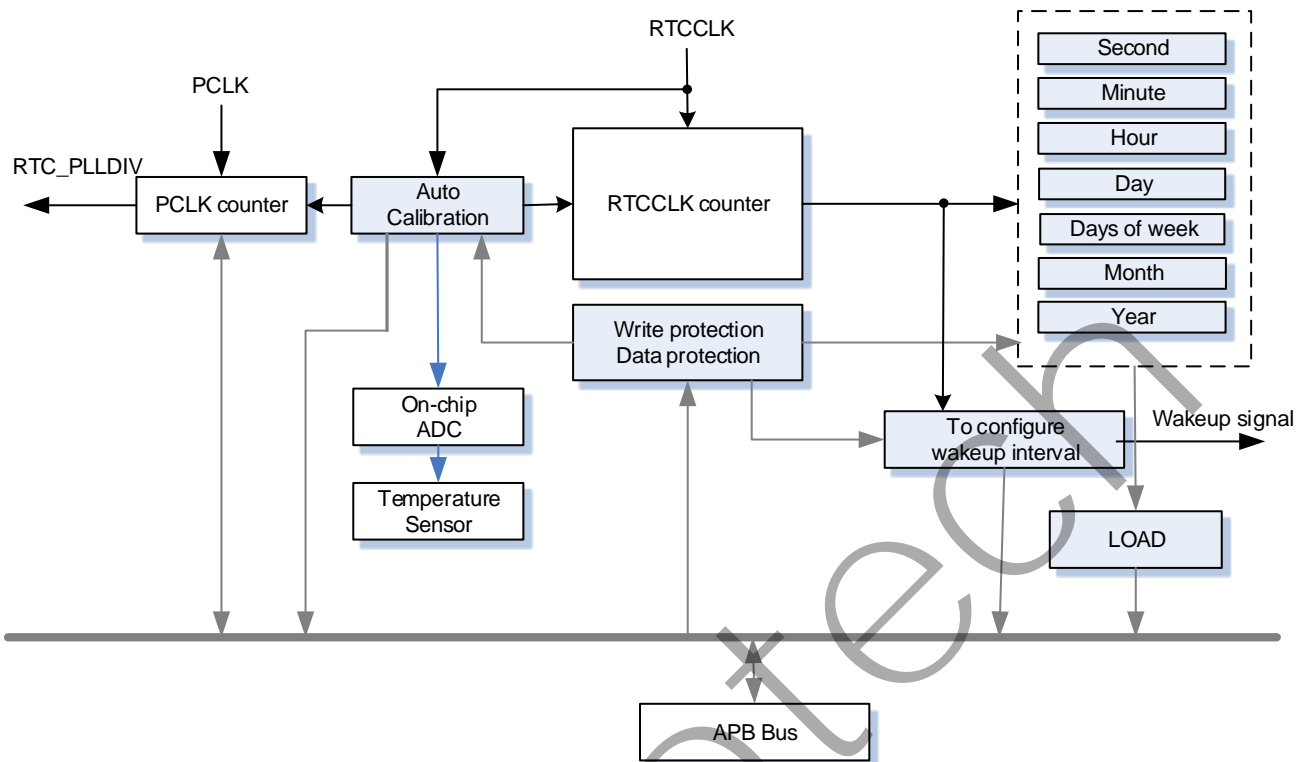 RTCCLK
PCLK
RTC_PLLDIV
PCLK counter
Auto
Calibration
RTCCLK counter
Second
Minute
Hour
Day
Days of week
Month
Year
Write protection
Data protection
On-chip
ADC
Temperature
Sensor
To configure
wakeup interval
Wakeup signal
LOAD
APB Bus